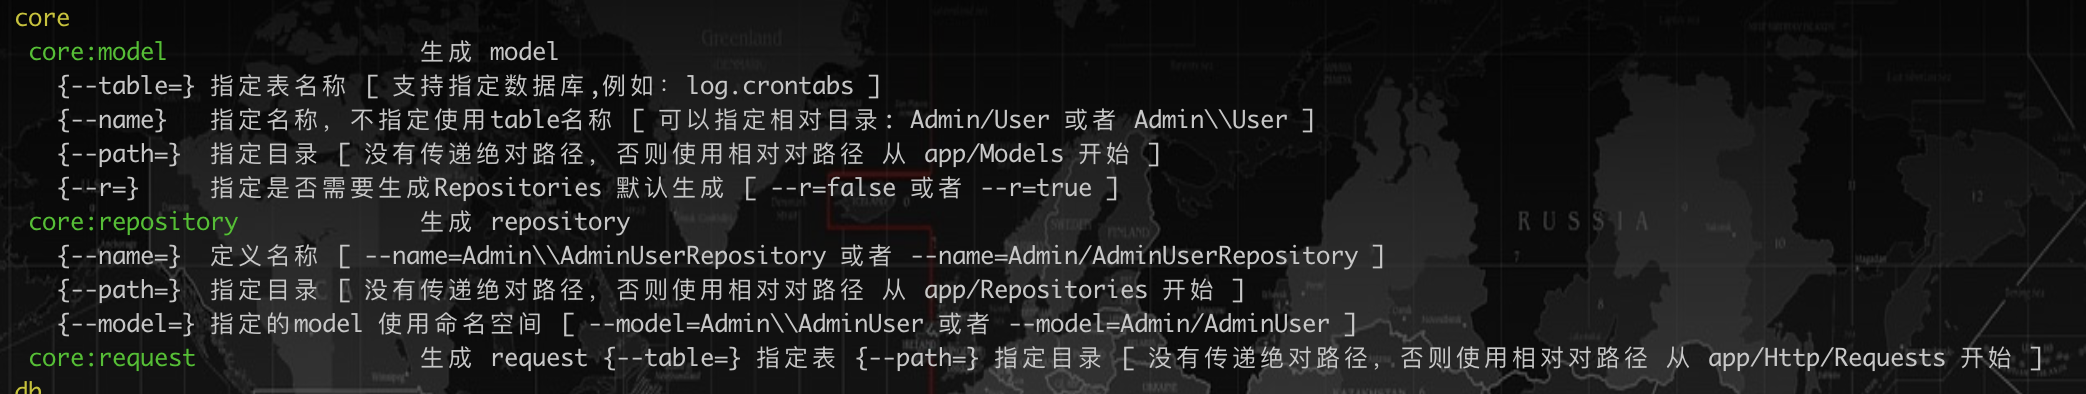 core
core:model 生成 model
{--table=} 指定表名称 [ 支持指定数据库,例如：log.crontabs ]
{--name} 指定名称，不指定使用table名称 [ 可以指定相对目录: Admin/User 或者 Admin\\User ]
{--path=} 指定目录 [ 没有传递绝对路径，否则使用相对对路径 从 app/Models 开始 ]
{--r=} 指定是否需要生成Repositories 默认生成 [ --r=false 或者 --r=true ]
core:repository 生成 repository
{--name=} 定义名称 [ --name=Admin\\AdminUserRepository 或者 --name=Admin/AdminUserRepository ]
{--path=} 指定目录 [ 没有传递绝对路径，否则使用相对对路径 从 app/Repositories 开始 ]
{--model=} 指定的model 使用命名空间 [ --model=Admin\\AdminUser 或者 --model=Admin/AdminUser ]
core:request 生成 request {--table=} 指定表 {--path=} 指定目录 [ 没有传递绝对路径，否则使用相对对路径 从 app/Http/Requests 开始 ]
db
Greenland
RUSSIA
SWEDEN
FINLAND
ICELAND
KAZAKHSTAN
UKRAINE